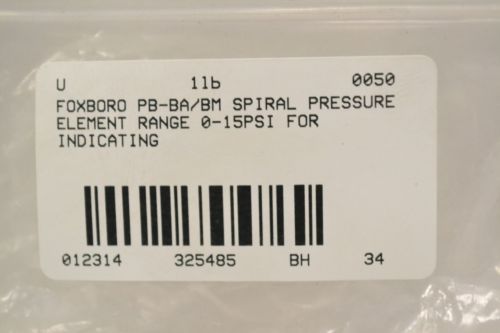 U 1lb 0050
FOXBORO PB-BA/BM SPIRAL PRESSURE
ELEMENT RANGE 0-15PSI FOR
INDICATING
012314 325485 BH 34